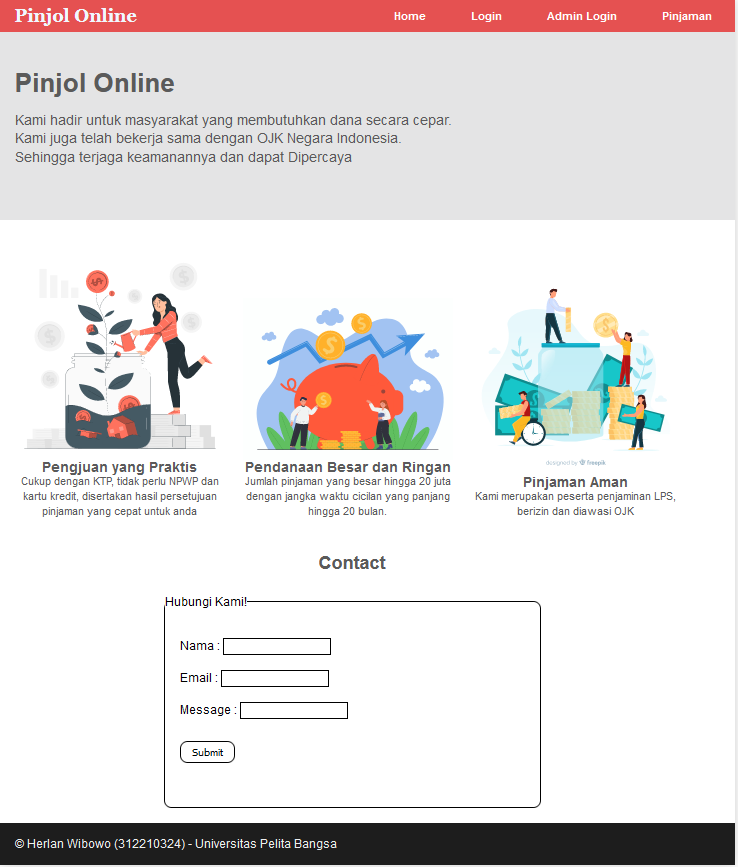 Pinjol Online
Home Login Admin Login Pinjaman
Pinjol Online
Kami hadir untuk masyarakat yang membutuhkan dana secara cepar.
Kami juga telah bekerja sama dengan OJK Negara Indonesia.
Sehingga terjaga keamanannya dan dapat Dipercaya
Pengjuan yang Praktis
Cukup dengan KTP, tidak perlu NPWP dan
kartu kredit, disertakan hasil persetujuan
pinjaman yang cepat untuk anda
Pendanaan Besar dan Ringan
Jumlah pinjaman yang besar hingga 20 juta
dengan jangka waktu cicilan yang panjang
hingga 20 bulan.
designed by freepik
Pinjaman Aman
Kami merupakan peserta penjaminan LPS,
berizin dan diawasi OJK
Contact
Hubungi Kami!
Nama :
Email :
Message :
Submit
© Herlan Wibowo (312210324) - Universitas Pelita Bangsa